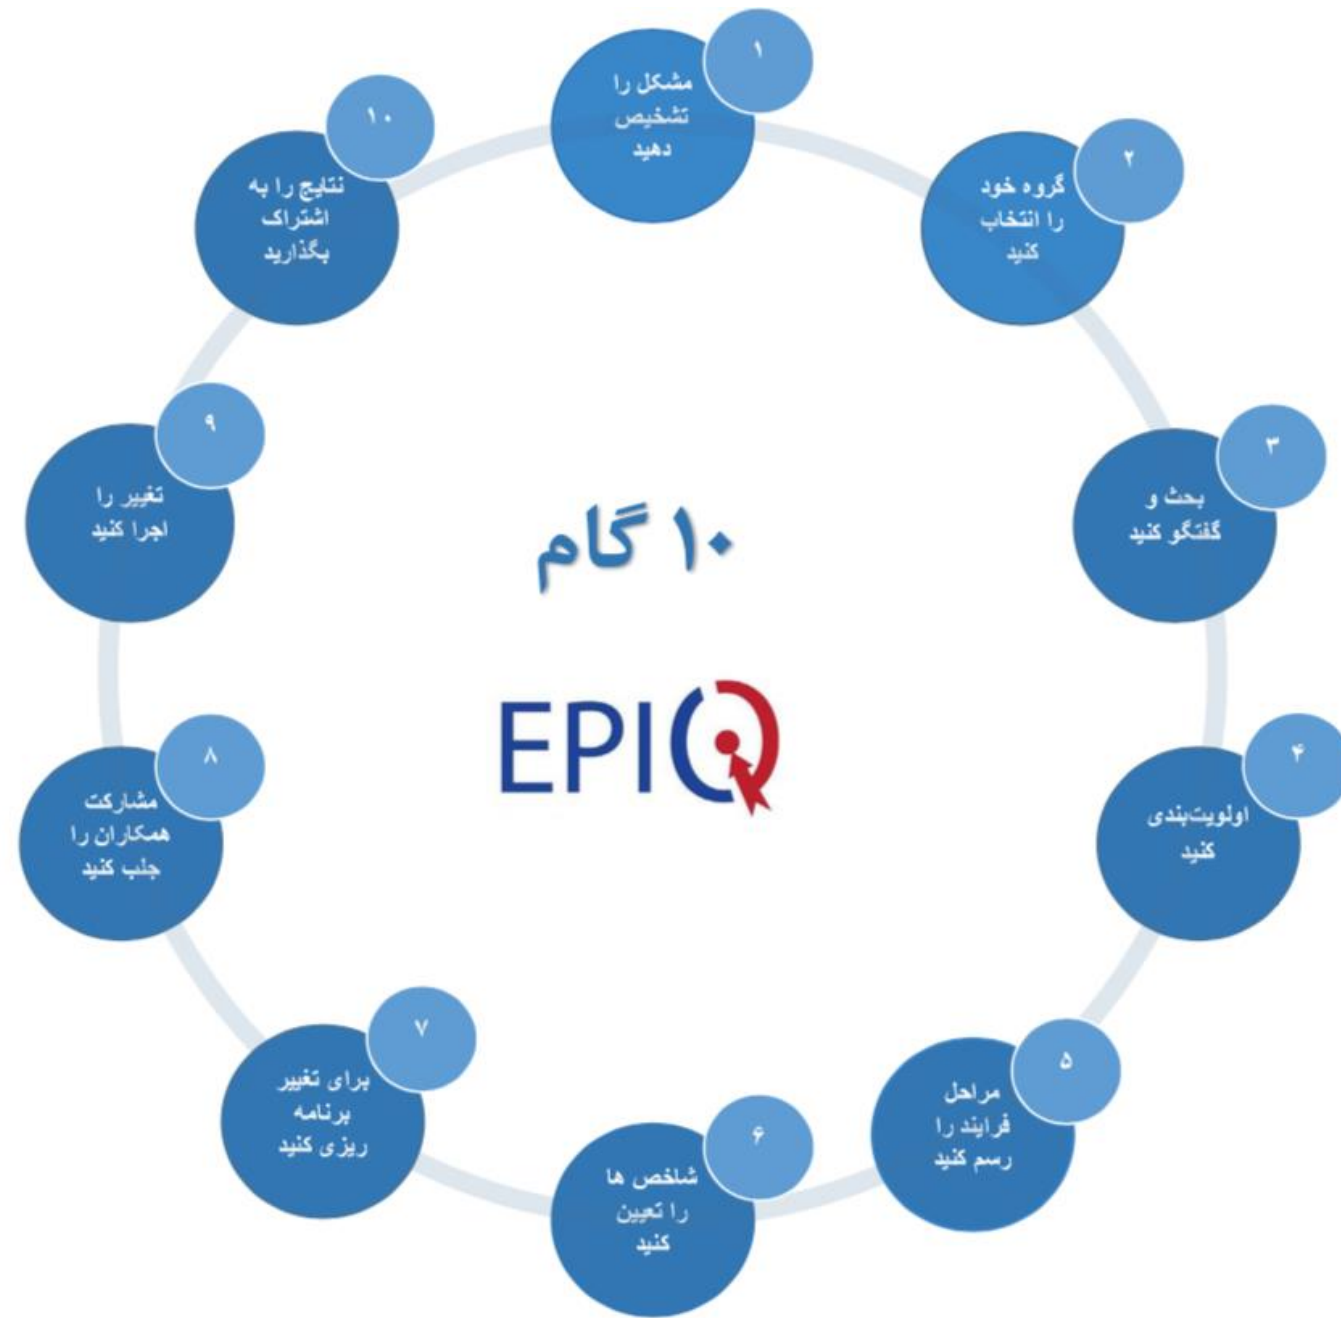 ۱
مشکل را
تشخیص
دهید
۲
گروه خود
را انتخاب
کنید
۳
بحث و
گفتگو کنید
۴
اولویت‌بندی
کنید
۵
مراحل
فرایند را
رسم کنید
۶
شاخص ها
را تعیین
کنید
۷
برای تغییر
برنامه
ریزی کنید
۸
مشارکت
همکاران را
جلب کنید
۹
تغییر را
اجرا کنید
۱۰
نتایج را به
اشتراک
بگذارید
۱۰ گام
EPIQ